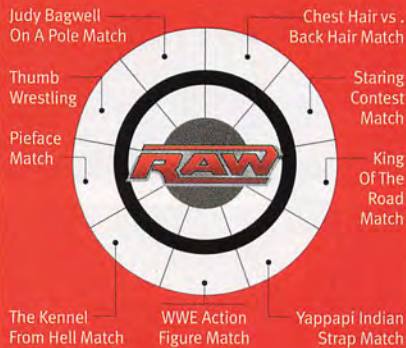 Judy Bagwell
On A Pole Match
Chest Hair vs .
Back Hair Match
Thumb
Wrestling
Staring
Contest
Match
Pieface
Match
RAW
King
Of The
Road
Match
The Kennel
From Hell Match
WWE Action
Figure Match
Yappapi Indian
Strap Match